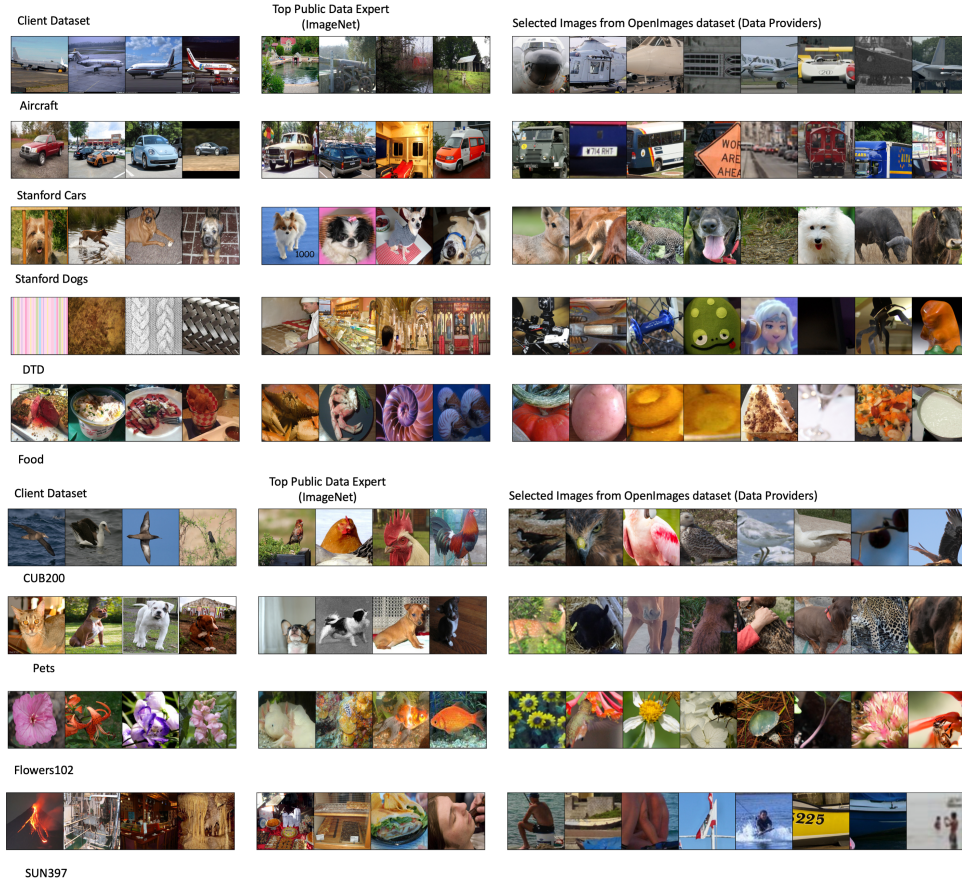 Client Dataset
Top Public Data Expert
(ImageNet)
Selected Images from OpenImages dataset (Data Providers)
Aircraft
(20)
W714 RHT
WOR
ARE
AHEA
Stanford Cars
1000
Stanford Dogs
DTD
Food
Client Dataset
Top Public Data Expert
(ImageNet)
Selected Images from OpenImages dataset (Data Providers)
CUB200
Pets
Flowers102
5225
SUN397